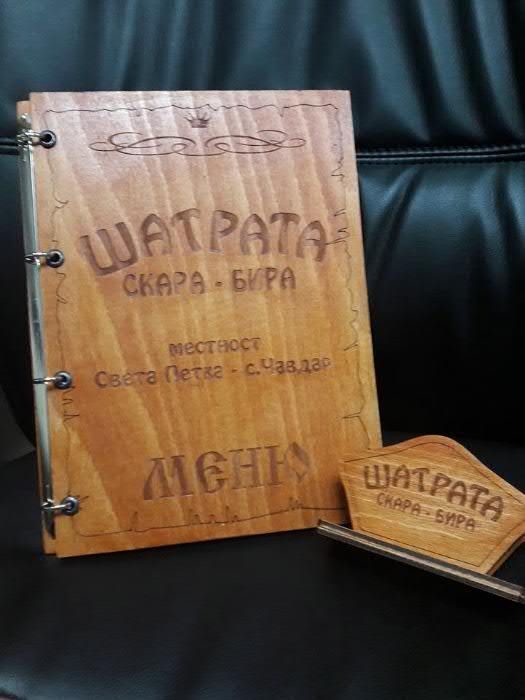 ШАТРАТА
СКАРА - БИРА
местност
Света Петка - с.Чавдар
МЕНЮ
ШАТРАТА
СКАРА - БИРА